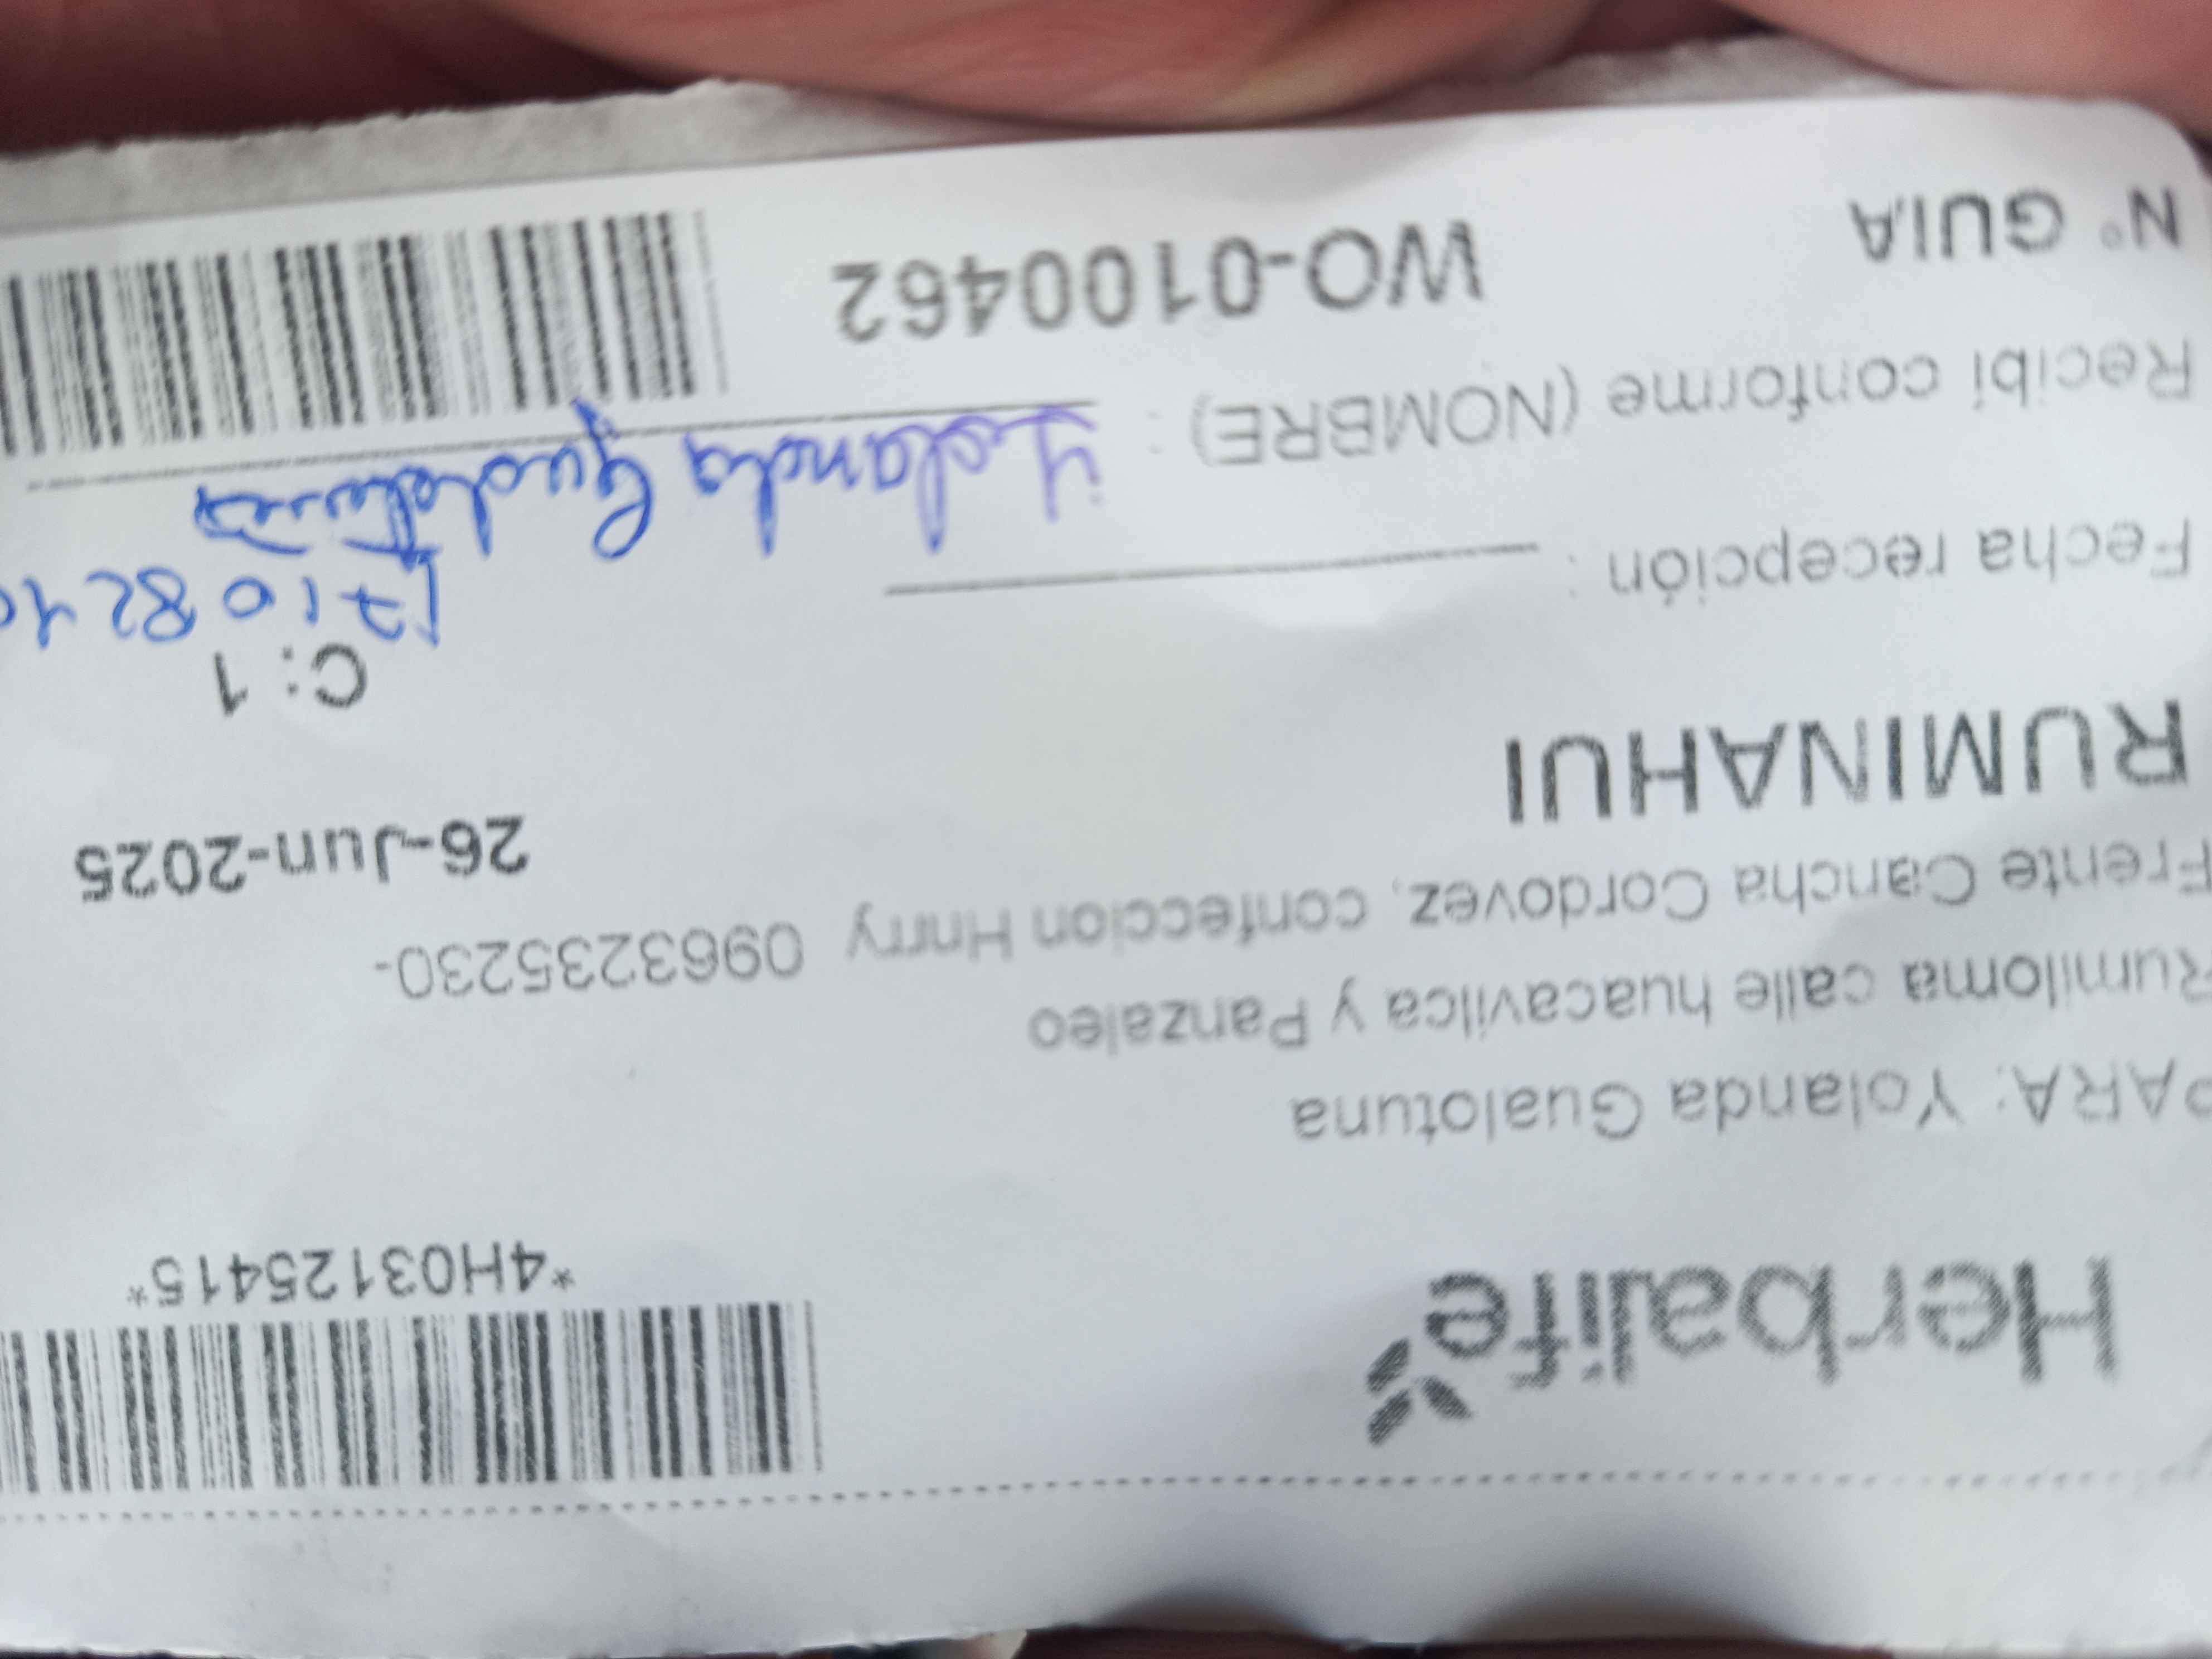 Herbalife
*4H03125415*
PARA: Yolanda Gualotuna
Rumiloma calle huacavilca y Panzaleo
Frente Cancha Cordovez, confeccion Hnrry 0963235230-
26-Jun-2025
RUMINAHUI
C: 1
Fecha recepción :
171082
Recibi conforme (NOMBRE) : Yolanda Gualotuna
N° GUIA WO-0100462